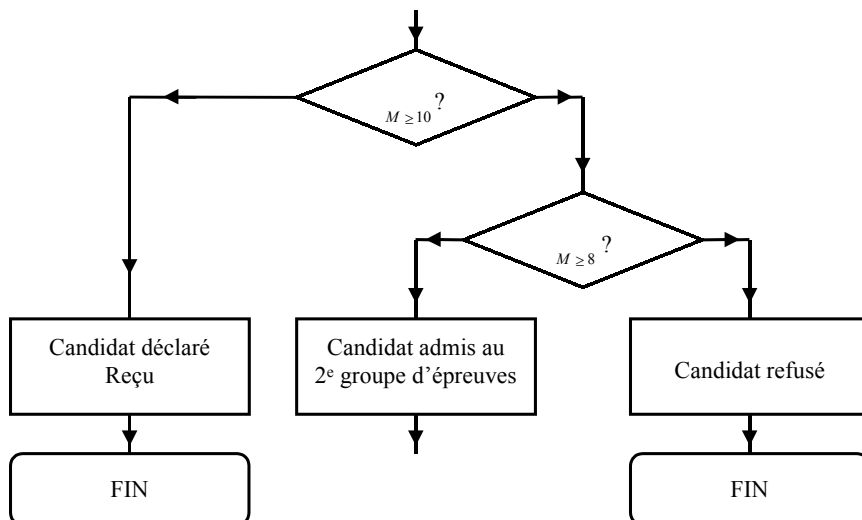 M ≥ 10 ?
M ≥ 8 ?
Candidat déclaré
Reçu
Candidat admis au
2ᵉ groupe d’épreuves
Candidat refusé
FIN
FIN